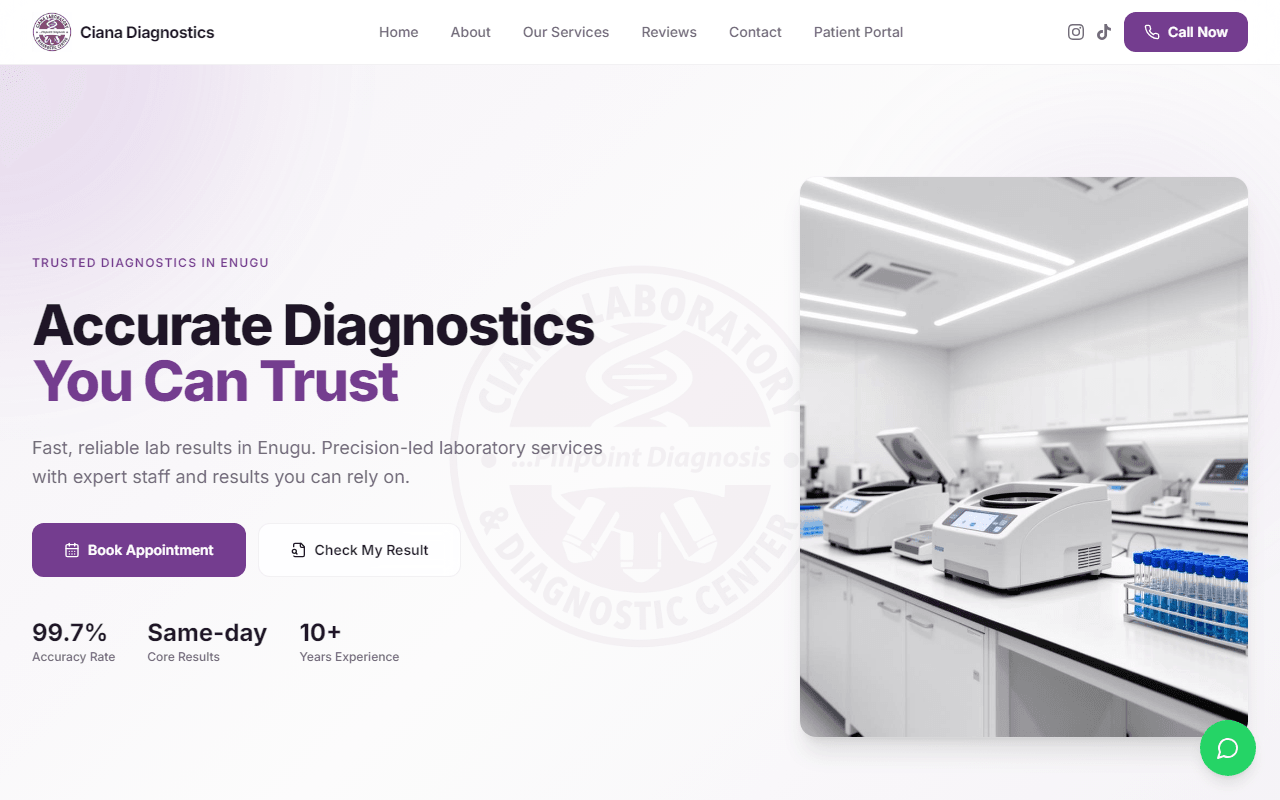 Ciana Diagnostics
Home
About
Our Services
Reviews
Contact
Patient Portal
Call Now
TRUSTED DIAGNOSTICS IN ENUGU
Accurate Diagnostics
You Can Trust
Fast, reliable lab results in Enugu. Precision-led laboratory services
with expert staff and results you can rely on.
Book Appointment
Check My Result
99.7%
Accuracy Rate
Same-day
Core Results
10+
Years Experience
CIANA LABORATORY
...Pinpoint Diagnosis
& DIAGNOSTIC CENTER